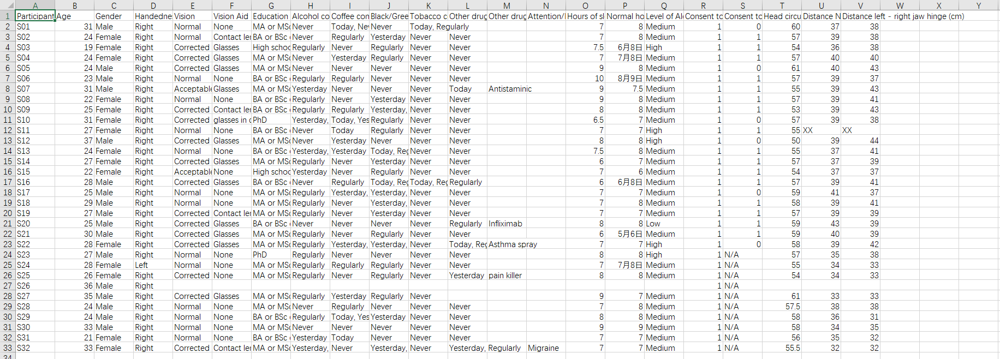 A B C D E F G H I J K L M N O P Q R S T U V W X Y
1 Participant Age Gender Handedne Vision Vision Aid Education Alcohol co Coffee con Black/Gree Tobacco c Other drug Other drug Attention/ Hours of sl Normal ho Level of Al Consent to Consent to Head circu Distance N Distance left - right jaw hinge (cm)
2 S01 31 Male Right Normal None MA or MSc Never Today, Nev Never Today, Regularly 7 8 Medium 1 0 60 37 38
3 S02 24 Female Right Normal Contact len BA or BSc Never Regularly Yesterday Never Never 7 8 Medium 1 1 57 39 38
4 S03 19 Female Right Corrected Glasses High schoo Regularly Never Regularly Never Never 7.5 6月8日 High 1 1 54 36 38
5 S04 24 Female Right Corrected Glasses MA or MSc Never Yesterday Regularly Never Never 7 7月8日 Medium 1 1 57 40 40
6 S05 24 Male Right Corrected Glasses MA or MSc Never Never Never Never Never 9 8 Medium 1 0 61 40 43
7 S06 23 Male Right Normal None BA or BSc Regularly Regularly Never Never Never 10 8月9日 Medium 1 1 57 39 37
8 S07 31 Male Right Acceptable Glasses MA or MSc Yesterday Never Never Never Today Antistaminic 9 7.5 Medium 1 1 55 39 43
9 S08 22 Female Right Normal None BA or BSc Regularly Never Yesterday Never Never 9 8 Medium 1 1 57 39 41
10 S09 25 Female Right Corrected Contact len BA or BSc Regularly Regularly Yesterday, Never Never 8 8 Medium 1 1 53 39 43
11 S10 31 Female Right Corrected glasses in c PhD Yesterday, Today, Yes Regularly Never Never 6.5 7 Medium 1 0 57 39 38
12 S11 27 Female Right Normal None BA or BSc Never Today Regularly Never Never 7 7 High 1 1 55 XX XX
13 S12 37 Male Right Corrected Glasses MA or MSc Never Yesterday Never Never Never 8 8 High 1 0 50 39 44
14 S13 24 Female Right Normal None BA or BSc Yesterday, Yesterday Today, Reg Never Never 7.5 8 Medium 1 1 55 37 41
15 S14 27 Female Right Corrected Glasses MA or MSc Regularly Never Yesterday Never Never 6 7 Medium 1 1 57 37 39
16 S15 22 Female Right Acceptable None High schoo Yesterday Never Regularly Never Never 7 6 Medium 1 1 54 37 37
17 S16 28 Male Right Corrected Glasses BA or BSc Never Regularly Today, Reg Today, Reg Regularly 6 6月8日 Medium 1 1 57 39 41
18 S17 25 Male Right Normal None MA or MSc Regularly Yesterday, Yesterday, Never Never 7 7 Medium 1 0 59 41 37
19 S18 29 Male Right Normal None MA or MSc Regularly Never Yesterday, Never Never 7 8 Medium 1 1 58 39 41
20 S19 27 Male Right Corrected Contact len MA or MSc Regularly Never Yesterday, Never Never 7 7 Medium 1 1 57 39 39
21 S20 25 Male Right Corrected Glasses BA or BSc Never Never Never Never Regularly Infliximab 8 8 Low 1 1 59 43 39
22 S21 30 Male Right Corrected Glasses MA or MSc Regularly Never Regularly Never Never 6 5月6日 Medium 1 1 59 40 39
23 S22 28 Female Right Corrected Glasses MA or MSc Regularly Yesterday, Yesterday, Never Today, Reg Asthma spray 7 7 High 1 0 58 39 42
24 S23 27 Male Right Normal None PhD Regularly Never Never Never Never 8 8 High 1 N/A 57 35 38
25 S24 28 Female Left Normal None MA or MSc Regularly Regularly Regularly Never Never 7 7月8日 Medium 1 N/A 55 34 33
26 S25 26 Female Right Corrected None MA or MSc Regularly Never Regularly Never Yesterday pain killer 8 8 Medium 1 N/A 54 34 33
27 S26 36 Male Right 1 N/A
28 S27 35 Male Right Corrected Glasses MA or MSc Regularly Yesterday Regularly Never 9 7 Medium 1 N/A 61 33 33
29 S28 24 Male Right Normal None MA or MSc Never Regularly Never Never Never 7 8 Medium 1 N/A 57.5 38 38
30 S29 24 Male Right Normal None BA or BSc Regularly Today, Yes Yesterday Never Never 8 8 Medium 1 N/A 58 36 31
31 S30 33 Male Right Normal None MA or MSc Never Never Never Never Never 9 9 Medium 1 N/A 58 34 35
32 S31 21 Female Right Normal None BA or BSc Yesterday Today Never Never Never 7 7 Medium 1 N/A 56 35 32
33 S32 33 Female Right Corrected Contact len MA or MSc Yesterday, Never Yesterday, Never Yesterday, Regularly Migraine 7 7 Medium 1 N/A 55.5 32 32
34